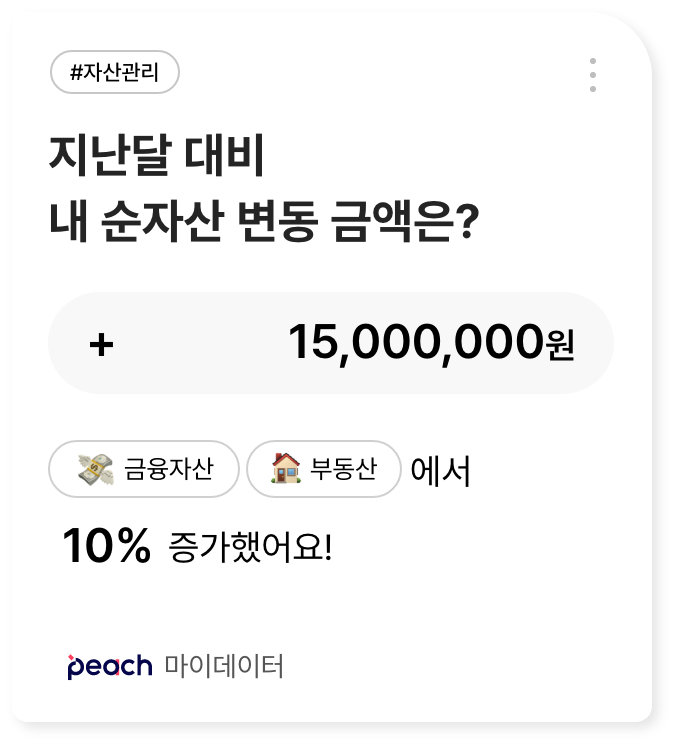 #자산관리
지난달 대비
내 순자산 변동 금액은?
+ 15,000,000원
금융자산 부동산 에서
10% 증가했어요!
peach 마이데이터